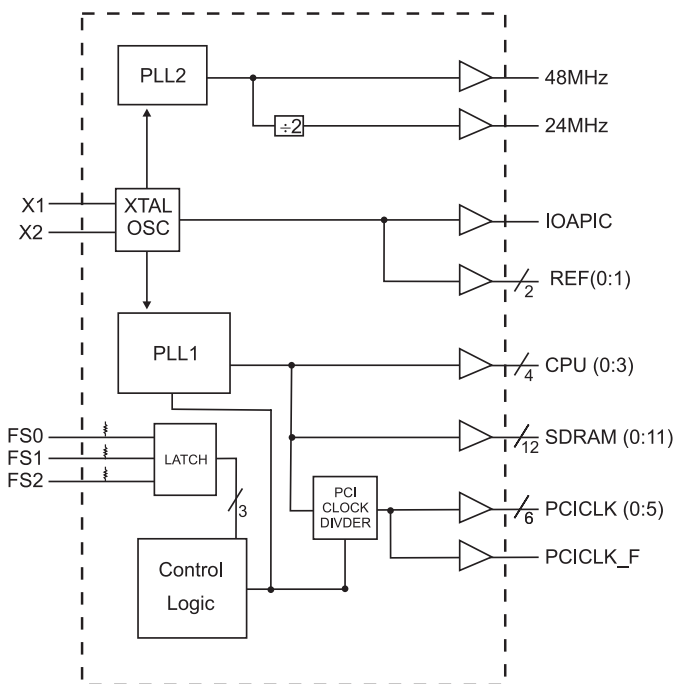 PLL2
48MHz
÷2
24MHz
X1
X2
XTAL
OSC
IOAPIC
REF(0:1)
2
PLL1
CPU (0:3)
4
FS0
FS1
FS2
LATCH
3
SDRAM (0:11)
12
PCI
CLOCK
DIVDER
PCICLK (0:5)
6
PCICLK_F
Control
Logic